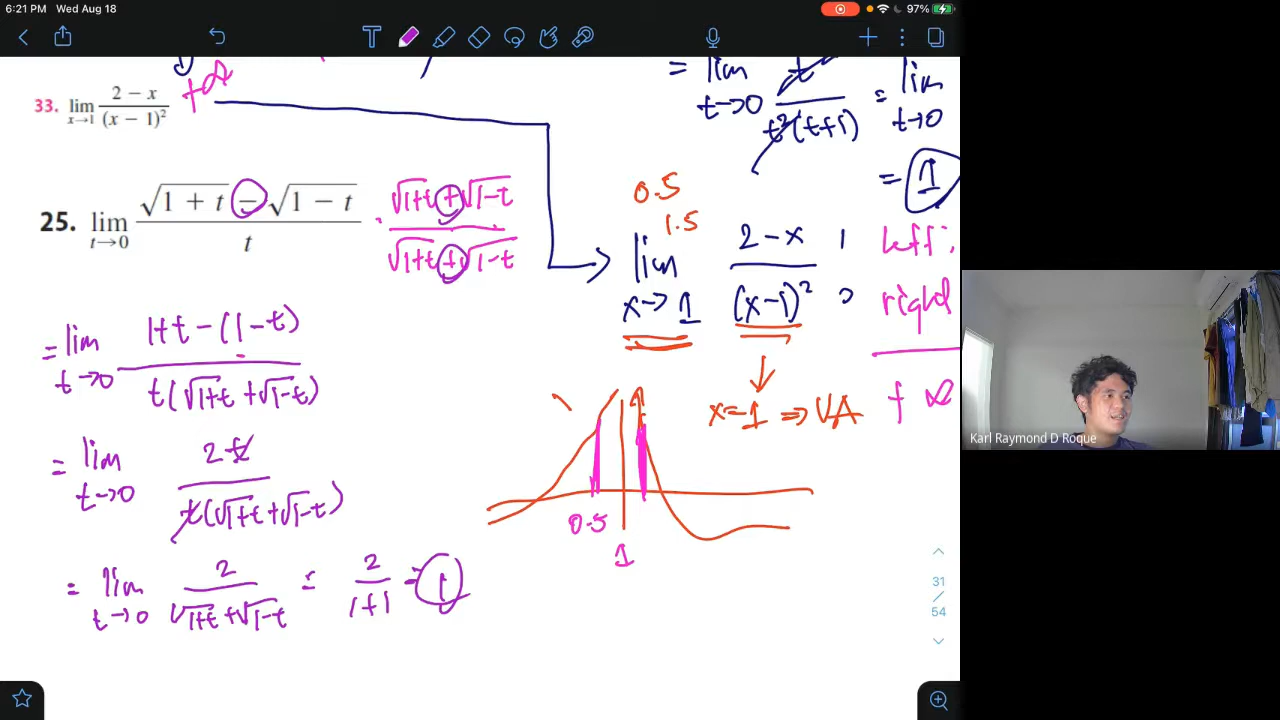 6:21 PM Wed Aug 18
97%
+∞
33. lim x→1 2 − x / (x − 1)²
= lim t→0 t / t²(t+1) = lim t→0
= 1
25. lim t→0 √1 + t − √1 − t / t · √1+t + √1−t / √1+t + √1−t
= lim t→0 1+t − (1−t) / t(√1+t + √1−t)
= lim t→0 2t / t(√1+t + √1−t)
= lim t→0 2 / √1+t + √1−t = 2 / 1+1 = 1
0.5
1.5
lim x→1 2−x / (x−1)² 1
left:
right
x=1 ⇒ VA
+∞
0.5
1
Karl Raymond D Roque
31
/
54